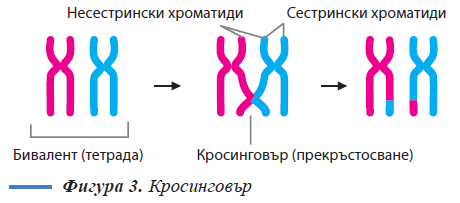 Несестрински хроматиди
Сестрински хроматиди
Бивалент (тетрада)
Кросинговър (прекръстосване)
Фигура 3. Кросинговър